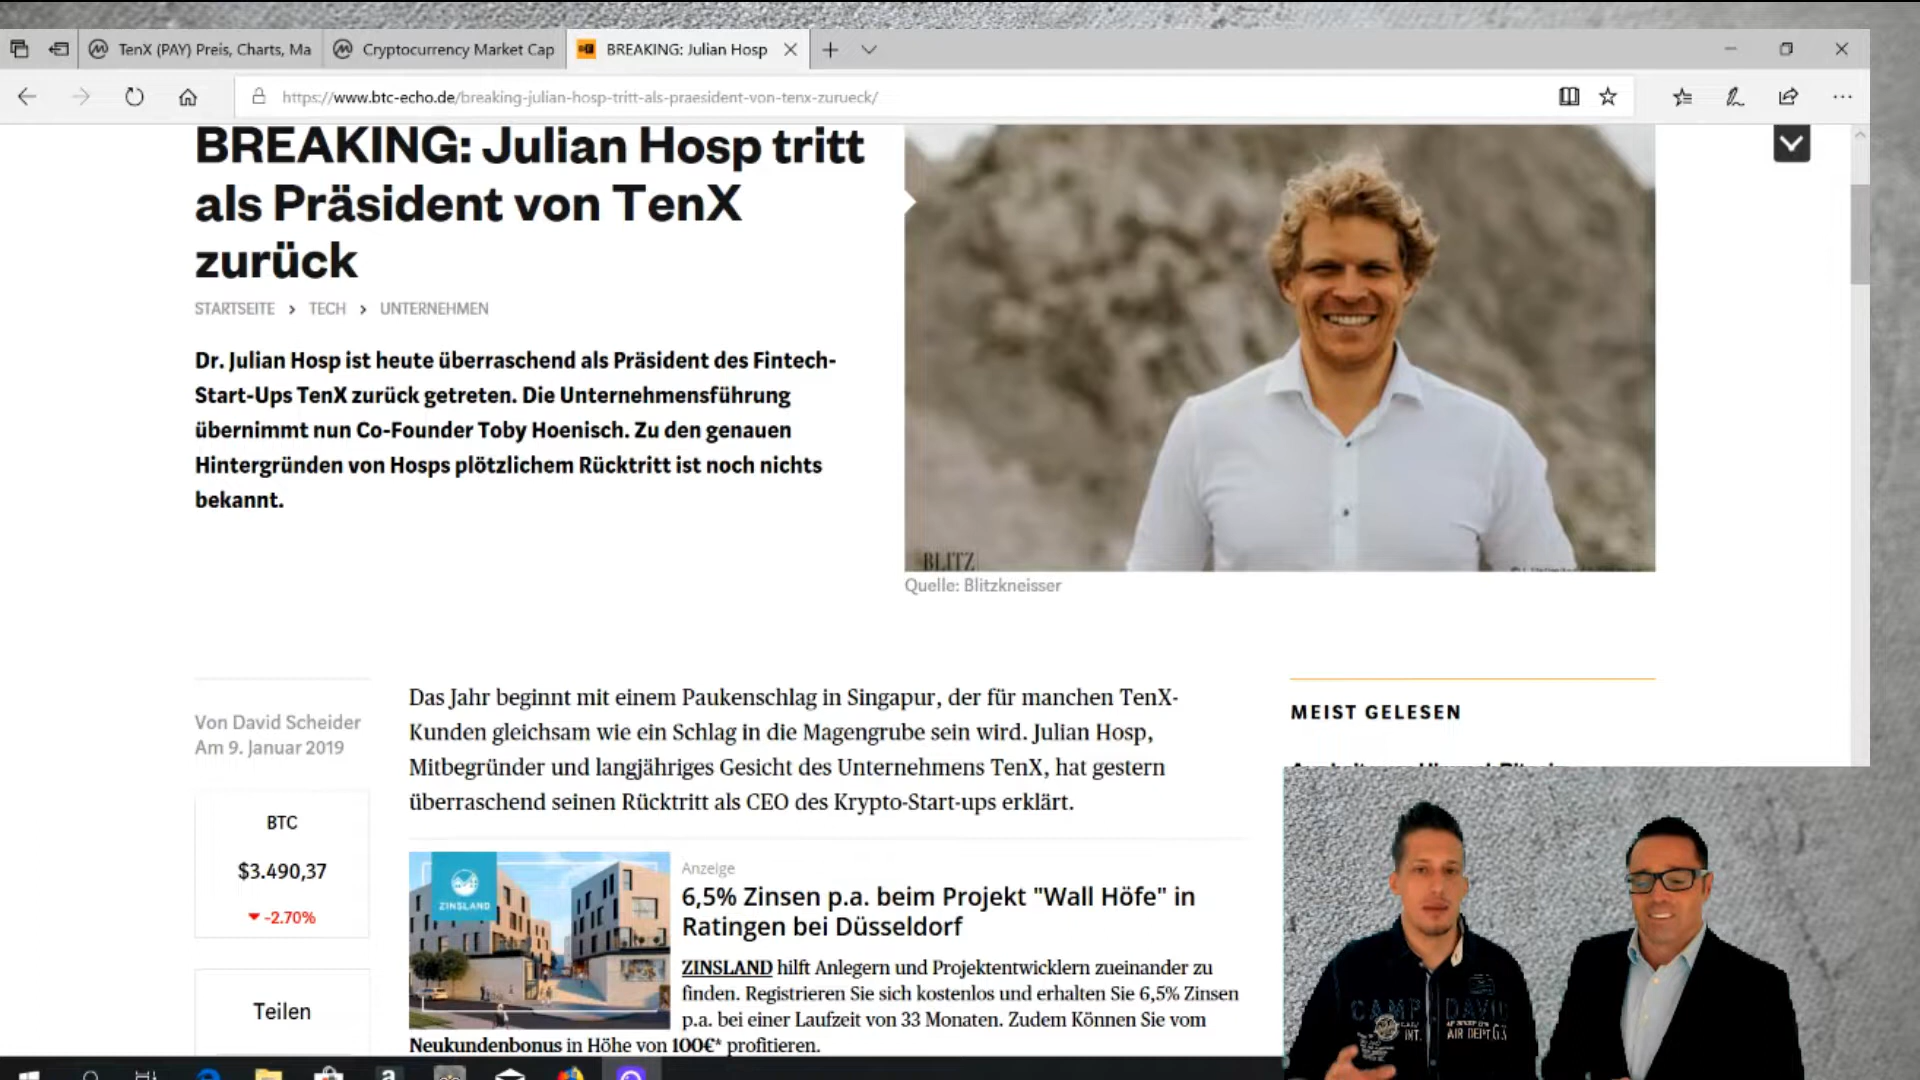 TenX (PAY) Preis, Charts, Ma
Cryptocurrency Market Cap
BREAKING: Julian Hosp
https://www.btc-echo.de/breaking-julian-hosp-tritt-als-praesident-von-tenx-zurueck/
BREAKING: Julian Hosp tritt
als Präsident von TenX
zurück
STARTSEITE > TECH > UNTERNEHMEN
Dr. Julian Hosp ist heute überraschend als Präsident des Fintech-
Start-Ups TenX zurück getreten. Die Unternehmensführung
übernimmt nun Co-Founder Toby Hoenisch. Zu den genauen
Hintergründen von Hosps plötzlichem Rücktritt ist noch nichts
bekannt.
BLITZ
Quelle: Blitzkneisser
Von David Scheider
Am 9. Januar 2019
BTC
$3.490,37
-2.70%
Teilen
Das Jahr beginnt mit einem Paukenschlag in Singapur, der für manchen TenX-
Kunden gleichsam wie ein Schlag in die Magengrube sein wird. Julian Hosp,
Mitbegründer und langjähriges Gesicht des Unternehmens TenX, hat gestern
überraschend seinen Rücktritt als CEO des Krypto-Start-ups erklärt.
ZINSLAND
Anzeige
6,5% Zinsen p.a. beim Projekt "Wall Höfe" in
Ratingen bei Düsseldorf
ZINSLAND hilft Anlegern und Projektentwicklern zueinander zu
finden. Registrieren Sie sich kostenlos und erhalten Sie 6,5% Zinsen
p.a. bei einer Laufzeit von 33 Monaten. Zudem Können Sie vom
Neukundenbonus in Höhe von 100€* profitieren.
MEIST GELESEN
CAMP DAVID
INT.
AIR DEPT.